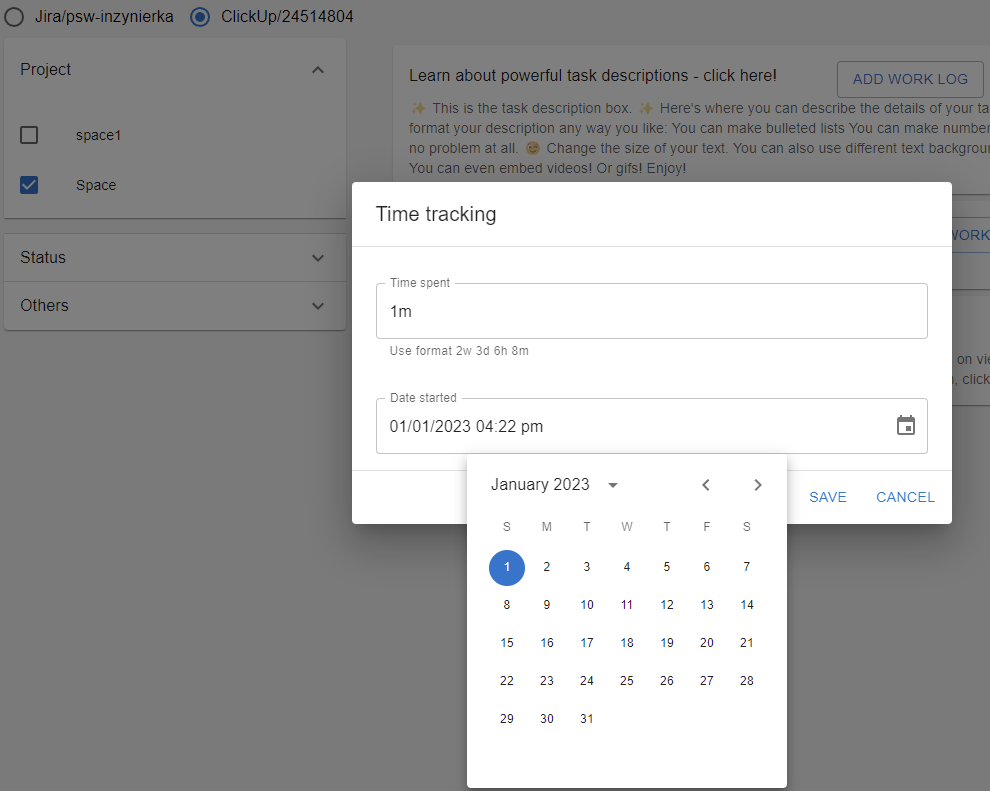 Jira/psw-inzynierka ClickUp/24514804
Project
space1
Space
Status
Others
Learn about powerful task descriptions - click here!
ADD WORK LOG
✨ This is the task description box. ✨ Here's where you can describe the details of your ta
format your description any way you like: You can make bulleted lists You can make number
no problem at all. 😉 Change the size of your text. You can also use different text backgroun
You can even embed videos! Or gifs! Enjoy!
WORK
on vie
, click
Time tracking
Time spent
1m
Use format 2w 3d 6h 8m
Date started
01/01/2023 04:22 pm
January 2023
S M T W T F S
1 2 3 4 5 6 7
8 9 10 11 12 13 14
15 16 17 18 19 20 21
22 23 24 25 26 27 28
29 30 31
SAVE CANCEL